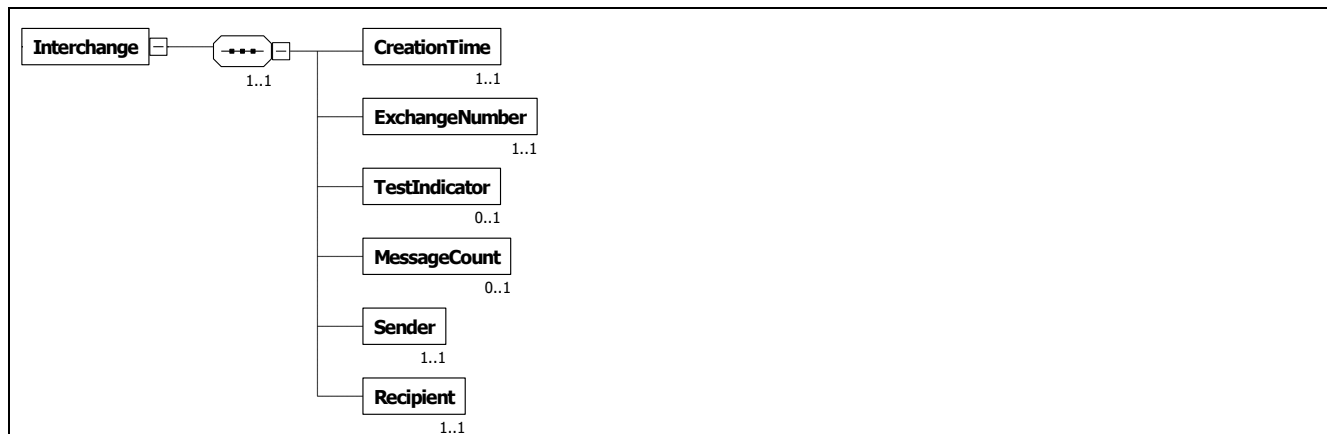 Interchange
1..1
CreationTime
1..1
ExchangeNumber
1..1
TestIndicator
0..1
MessageCount
0..1
Sender
1..1
Recipient
1..1